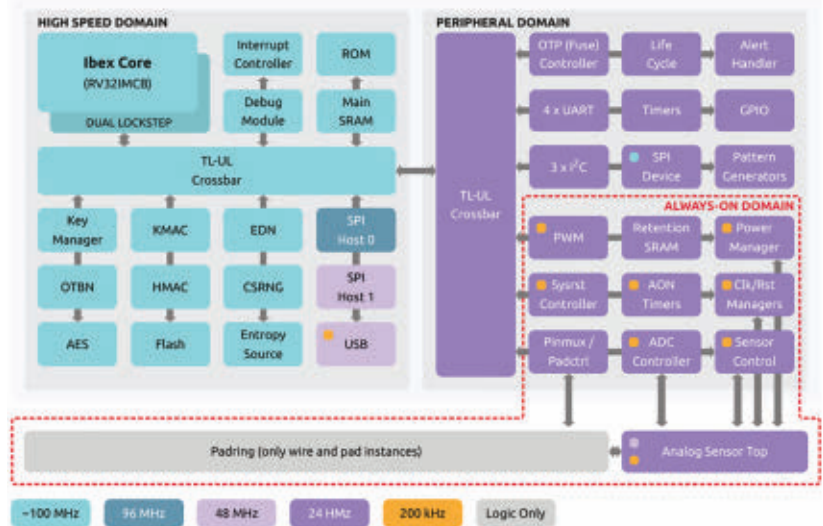 HIGH SPEED DOMAIN
Ibex Core
(RV32IMCB)
DUAL LOCKSTEP
Interrupt
Controller
ROM
Debug
Module
Main
SRAM
TL-UL
Crossbar
Key
Manager
KMAC
EDN
SPI
Host 0
OTBN
HMAC
CSRNG
SPI
Host 1
AES
Flash
Entropy
Source
USB
PERIPHERAL DOMAIN
TL-UL
Crossbar
OTP (Fuse)
Controller
Life
Cycle
Alert
Handler
4 x UART
Timers
GPIO
3 x I²C
SPI
Device
Pattern
Generators
ALWAYS-ON DOMAIN
PWM
Retention
SRAM
Power
Manager
Sysrst
Controller
AON
Timers
Clk/Rst
Managers
Pinmux /
Padctrl
ADC
Controller
Sensor
Control
Padring (only wire and pad instances)
Analog Sensor Top
~100 MHz
96 MHz
48 MHz
24 HMz
200 kHz
Logic Only